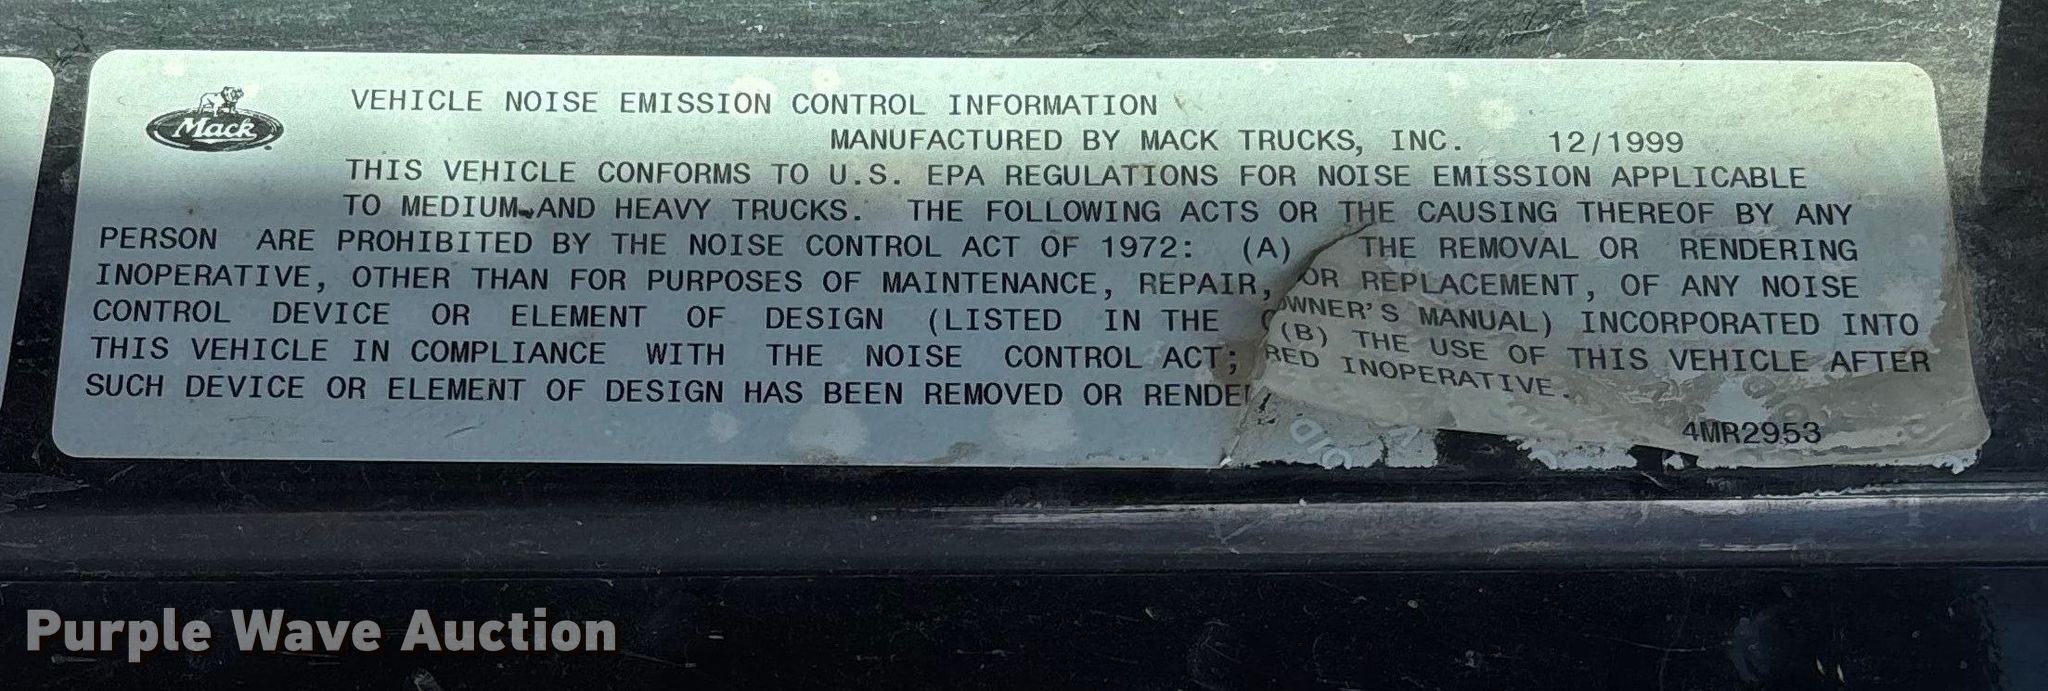 Mack
VEHICLE NOISE EMISSION CONTROL INFORMATION
MANUFACTURED BY MACK TRUCKS, INC. 12/1999
THIS VEHICLE CONFORMS TO U.S. EPA REGULATIONS FOR NOISE EMISSION APPLICABLE
TO MEDIUM AND HEAVY TRUCKS. THE FOLLOWING ACTS OR THE CAUSING THEREOF BY ANY
PERSON ARE PROHIBITED BY THE NOISE CONTROL ACT OF 1972: (A) THE REMOVAL OR RENDERING
INOPERATIVE, OTHER THAN FOR PURPOSES OF MAINTENANCE, REPAIR, OR REPLACEMENT, OF ANY NOISE
CONTROL DEVICE OR ELEMENT OF DESIGN (LISTED IN THE OWNER'S MANUAL) INCORPORATED INTO
THIS VEHICLE IN COMPLIANCE WITH THE NOISE CONTROL ACT; (B) THE USE OF THIS VEHICLE AFTER
SUCH DEVICE OR ELEMENT OF DESIGN HAS BEEN REMOVED OR RENDERED INOPERATIVE.
4MR2953
Purple Wave Auction